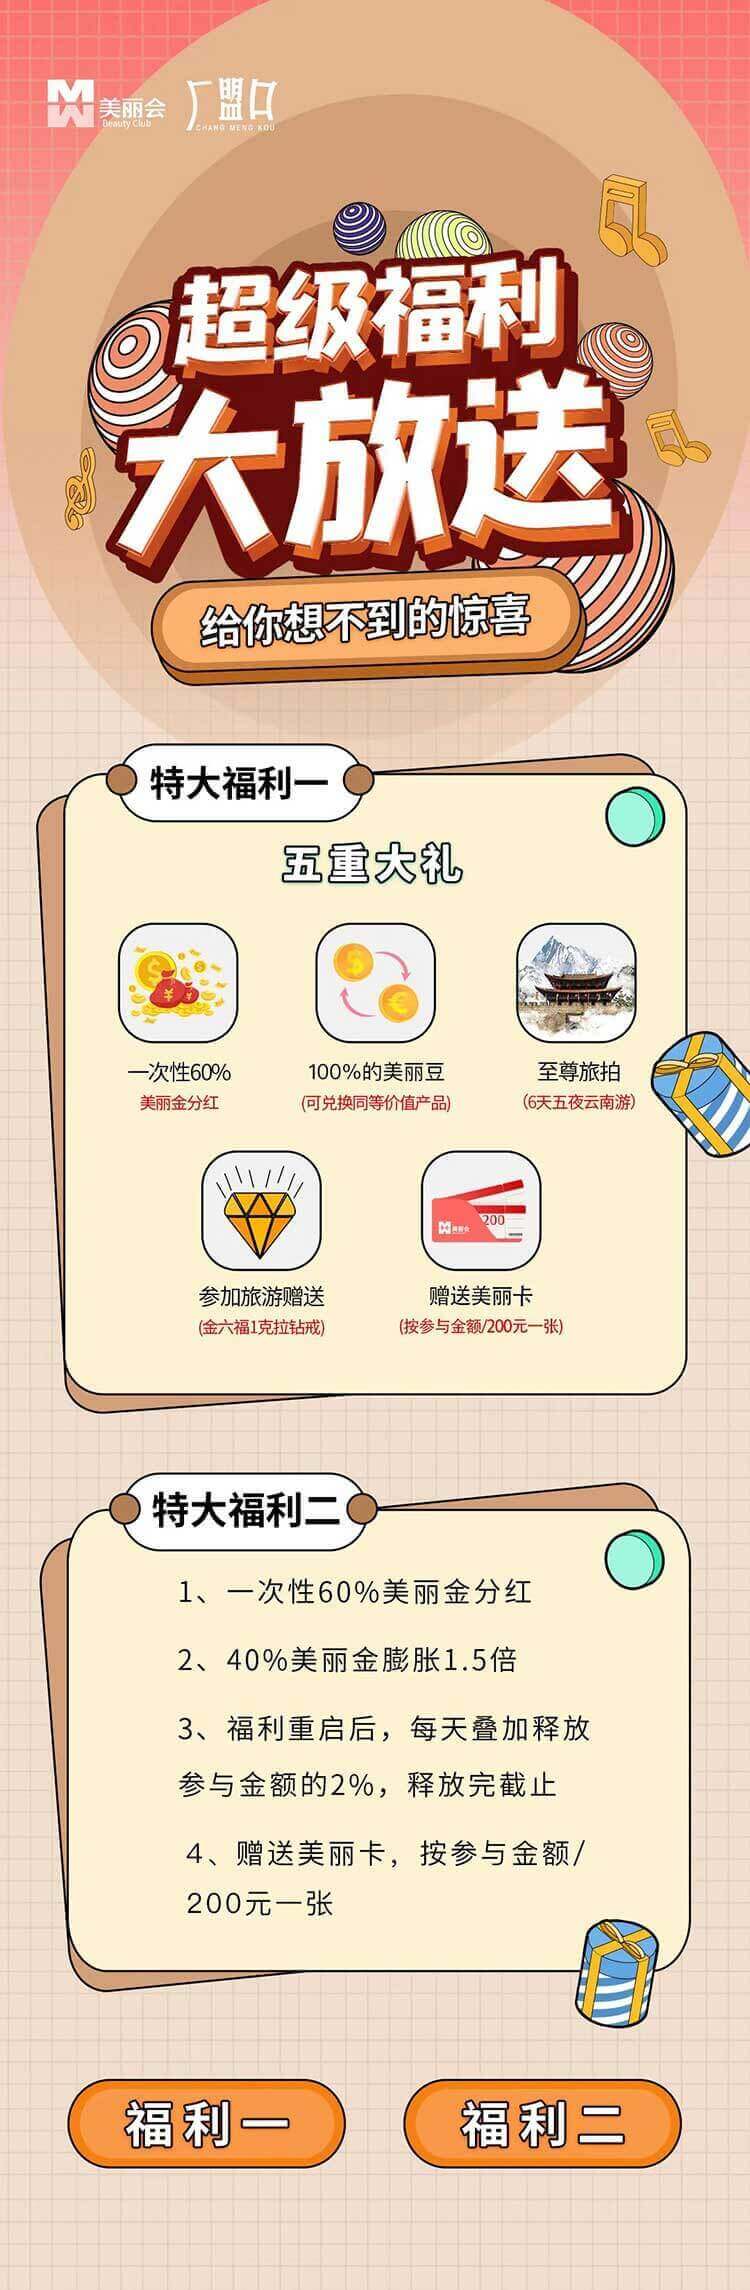 美丽会
Beauty Club
厂盟口
CHANG MENG KOU
超级福利
大放送
给你想不到的惊喜
特大福利一
五重大礼
一次性60%
美丽金分红
100%的美丽豆
(可兑换同等价值产品)
至尊旅拍
(6天五夜云南游)
参加旅游赠送
(金六福1克拉钻戒)
美丽会
200
赠送美丽卡
(按参与金额/200元一张)
特大福利二
1、一次性60%美丽金分红
2、40%美丽金膨胀1.5倍
3、福利重启后，每天叠加释放
参与金额的2%，释放完截止
4、赠送美丽卡，按参与金额/
200元一张
福利一
福利二